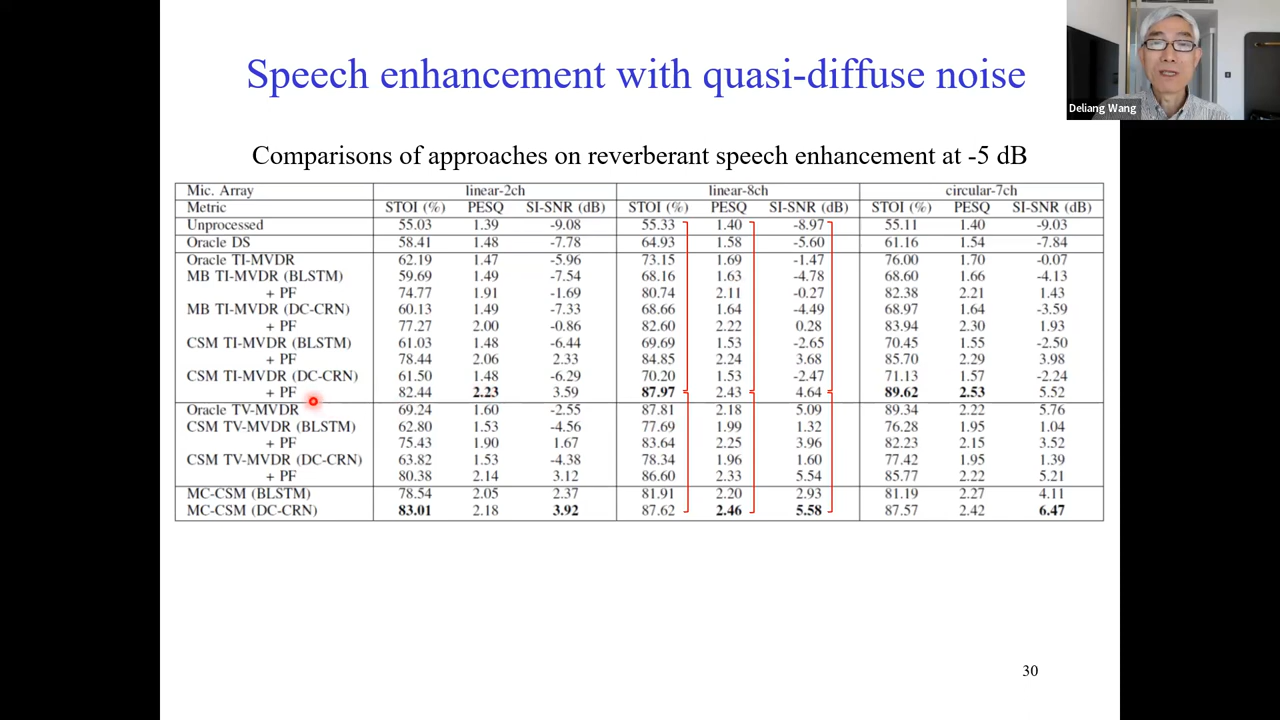 Speech enhancement with quasi-diffuse noise
Deliang Wang
Comparisons of approaches on reverberant speech enhancement at -5 dB
Mic. Array linear-2ch linear-8ch circular-7ch
Metric STOI (%) PESQ SI-SNR (dB) STOI (%) PESQ SI-SNR (dB) STOI (%) PESQ SI-SNR (dB)
Unprocessed 55.03 1.39 -9.08 55.33 1.40 -8.97 55.11 1.40 -9.03
Oracle DS 58.41 1.48 -7.78 64.93 1.58 -5.60 61.16 1.54 -7.84
Oracle TI-MVDR 62.19 1.47 -5.96 73.15 1.69 -1.47 76.00 1.70 -0.07
MB TI-MVDR (BLSTM) 59.69 1.49 -7.54 68.16 1.63 -4.78 68.60 1.66 -4.13
+ PF 74.77 1.91 -1.69 80.74 2.11 -0.27 82.38 2.21 1.43
MB TI-MVDR (DC-CRN) 60.13 1.49 -7.33 68.66 1.64 -4.49 68.97 1.64 -3.59
+ PF 77.27 2.00 -0.86 82.60 2.22 0.28 83.94 2.30 1.93
CSM TI-MVDR (BLSTM) 61.03 1.48 -6.44 69.69 1.53 -2.65 70.45 1.55 -2.50
+ PF 78.44 2.06 2.33 84.85 2.24 3.68 85.70 2.29 3.98
CSM TI-MVDR (DC-CRN) 61.50 1.48 -6.29 70.20 1.53 -2.47 71.13 1.57 -2.24
+ PF 82.44 2.23 3.59 87.97 2.43 4.64 89.62 2.53 5.52
Oracle TV-MVDR 69.24 1.60 -2.55 87.81 2.18 5.09 89.34 2.22 5.76
CSM TV-MVDR (BLSTM) 62.80 1.53 -4.56 77.69 1.99 1.32 76.28 1.95 1.04
+ PF 75.43 1.90 1.67 83.64 2.25 3.96 82.23 2.15 3.52
CSM TV-MVDR (DC-CRN) 63.82 1.53 -4.38 78.34 1.96 1.60 77.42 1.95 1.39
+ PF 80.38 2.14 3.12 86.60 2.33 5.54 85.77 2.22 5.21
MC-CSM (BLSTM) 78.54 2.05 2.37 81.91 2.20 2.93 81.19 2.27 4.11
MC-CSM (DC-CRN) 83.01 2.18 3.92 87.62 2.46 5.58 87.57 2.42 6.47
30